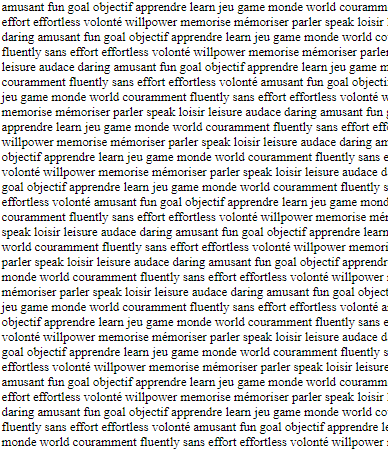 amusant fun goal objectif apprendre learn jeu game monde world couramm
effort effortless volonté willpower memorise mémoriser parler speak loisir
daring amusant fun goal objectif apprendre learn jeu game monde world co
fluently sans effort effortless volonté willpower memorise mémoriser parler
leisure audace daring amusant fun goal objectif apprendre learn jeu game m
couramment fluently sans effort effortless volonté amusant fun goal objecti
jeu game monde world couramment fluently sans effort effortless volonté w
memorise mémoriser parler speak loisir leisure audace daring amusant fun
apprendre learn jeu game monde world couramment fluently sans effort eff
willpower memorise mémoriser parler speak loisir leisure audace daring am
objectif apprendre learn jeu game monde world couramment fluently sans e
volonté willpower memorise mémoriser parler speak loisir leisure audace d
goal objectif apprendre learn jeu game monde world couramment fluently s
effortless volonté amusant fun goal objectif apprendre learn jeu game mond
couramment fluently sans effort effortless volonté willpower memorise mér
speak loisir leisure audace daring amusant fun goal objectif apprendre learn
world couramment fluently sans effort effortless volonté willpower memori
parler speak loisir leisure audace daring amusant fun goal objectif apprendr
monde world couramment fluently sans effort effortless volonté willpower
mémoriser parler speak loisir leisure audace daring amusant fun goal object
jeu game monde world couramment fluently sans effort effortless volonté a
objectif apprendre learn jeu game monde world couramment fluently sans e
volonté willpower memorise mémoriser parler speak loisir leisure audace d
goal objectif apprendre learn jeu game monde world couramment fluently s
effortless volonté willpower memorise mémoriser parler speak loisir leisure
amusant fun goal objectif apprendre learn jeu game monde world couramm
effort effortless volonté willpower memorise mémoriser parler speak loisir
daring amusant fun goal objectif apprendre learn jeu game monde world co
fluently sans effort effortless volonté amusant fun goal objectif apprendre le
monde world couramment fluently sans effort effortless volonté willpower